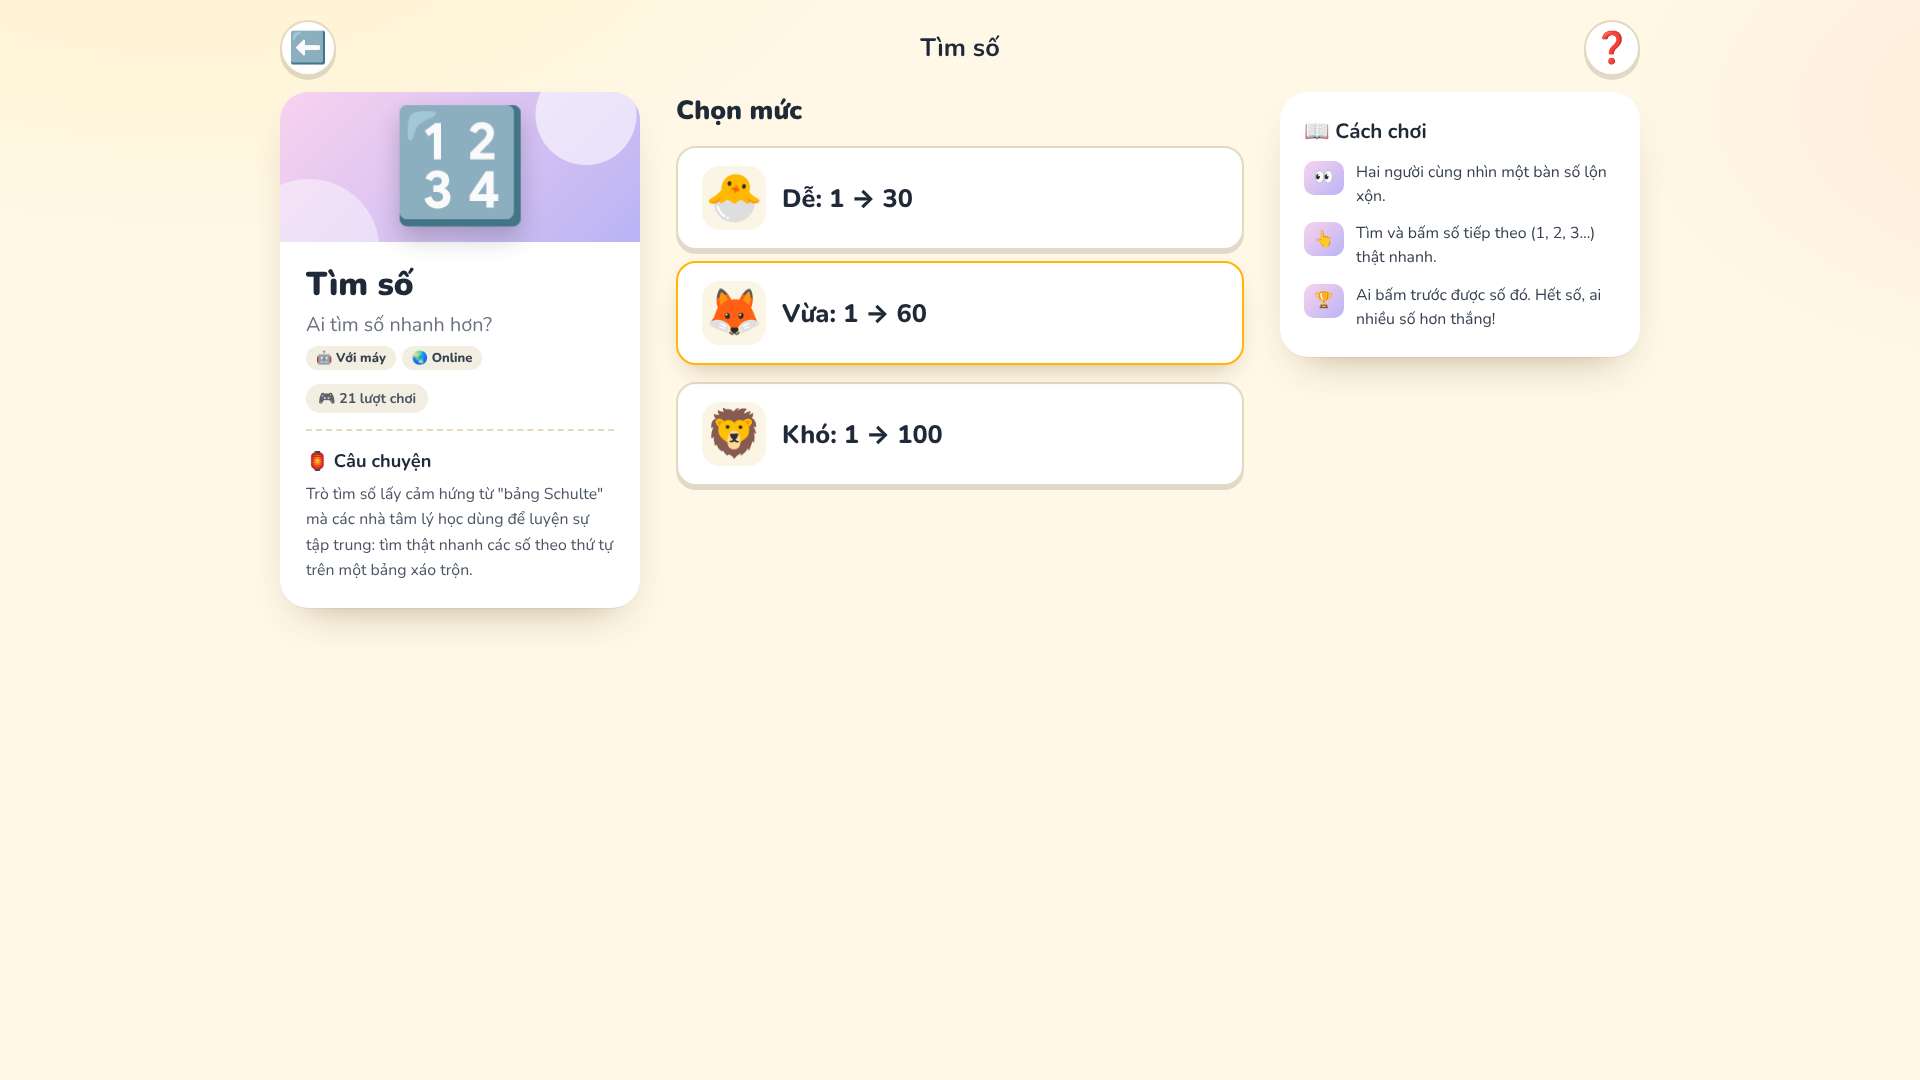 Tìm số
1 2
3 4
Tìm số
Ai tìm số nhanh hơn?
Với máy
Online
21 lượt chơi
Câu chuyện
Trò tìm số lấy cảm hứng từ "bảng Schulte"
mà các nhà tâm lý học dùng để luyện sự
tập trung: tìm thật nhanh các số theo thứ tự
trên một bảng xáo trộn.
Chọn mức
Dễ: 1 → 30
Vừa: 1 → 60
Khó: 1 → 100
Cách chơi
Hai người cùng nhìn một bàn số lộn
xộn.
Tìm và bấm số tiếp theo (1, 2, 3...)
thật nhanh.
Ai bấm trước được số đó. Hết số, ai
nhiều số hơn thắng!